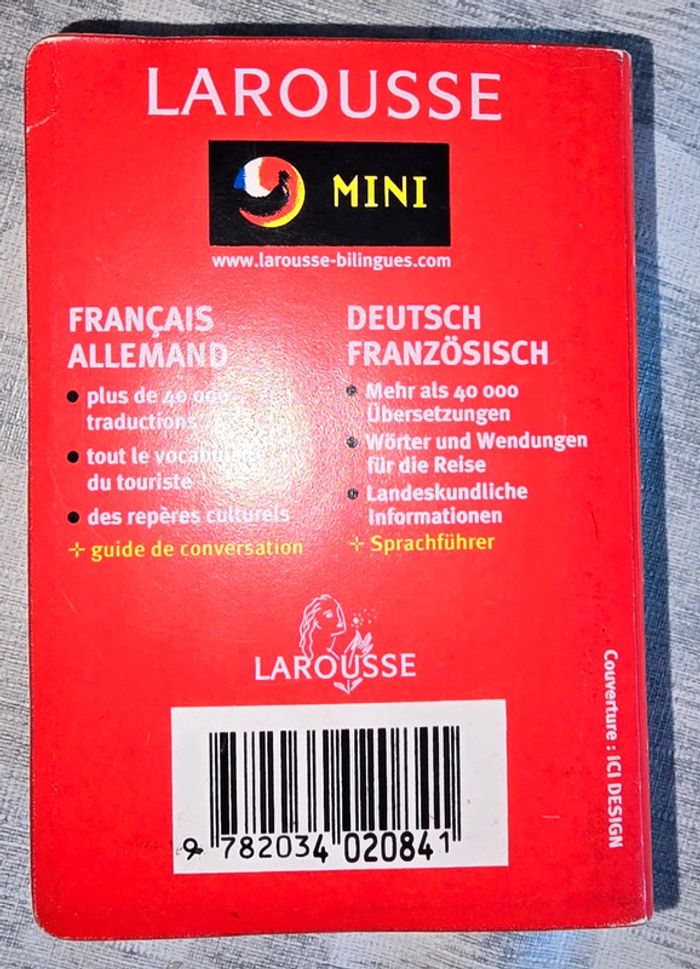 LAROUSSE
MINI
www.larousse-bilingues.com
FRANÇAIS
ALLEMAND
• plus de 40 000
traductions
• tout le vocabulaire
du touriste
• des repères culturels
+ guide de conversation
DEUTSCH
FRANZÖSISCH
• Mehr als 40 000
Übersetzungen
• Wörter und Wendungen
für die Reise
• Landeskundliche
Informationen
+ Sprachführer
LAROUSSE
Couverture : ICI DESIGN
9 782034 020841